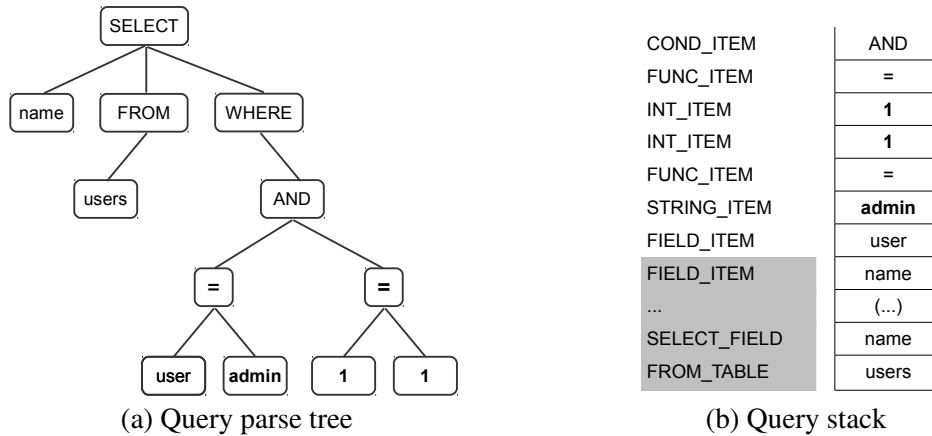 SELECT
name FROM WHERE
users AND
= =
user admin 1 1
(a) Query parse tree
COND_ITEM AND
FUNC_ITEM =
INT_ITEM 1
INT_ITEM 1
FUNC_ITEM =
STRING_ITEM admin
FIELD_ITEM user
FIELD_ITEM name
... (...)
SELECT_FIELD name
FROM_TABLE users
(b) Query stack